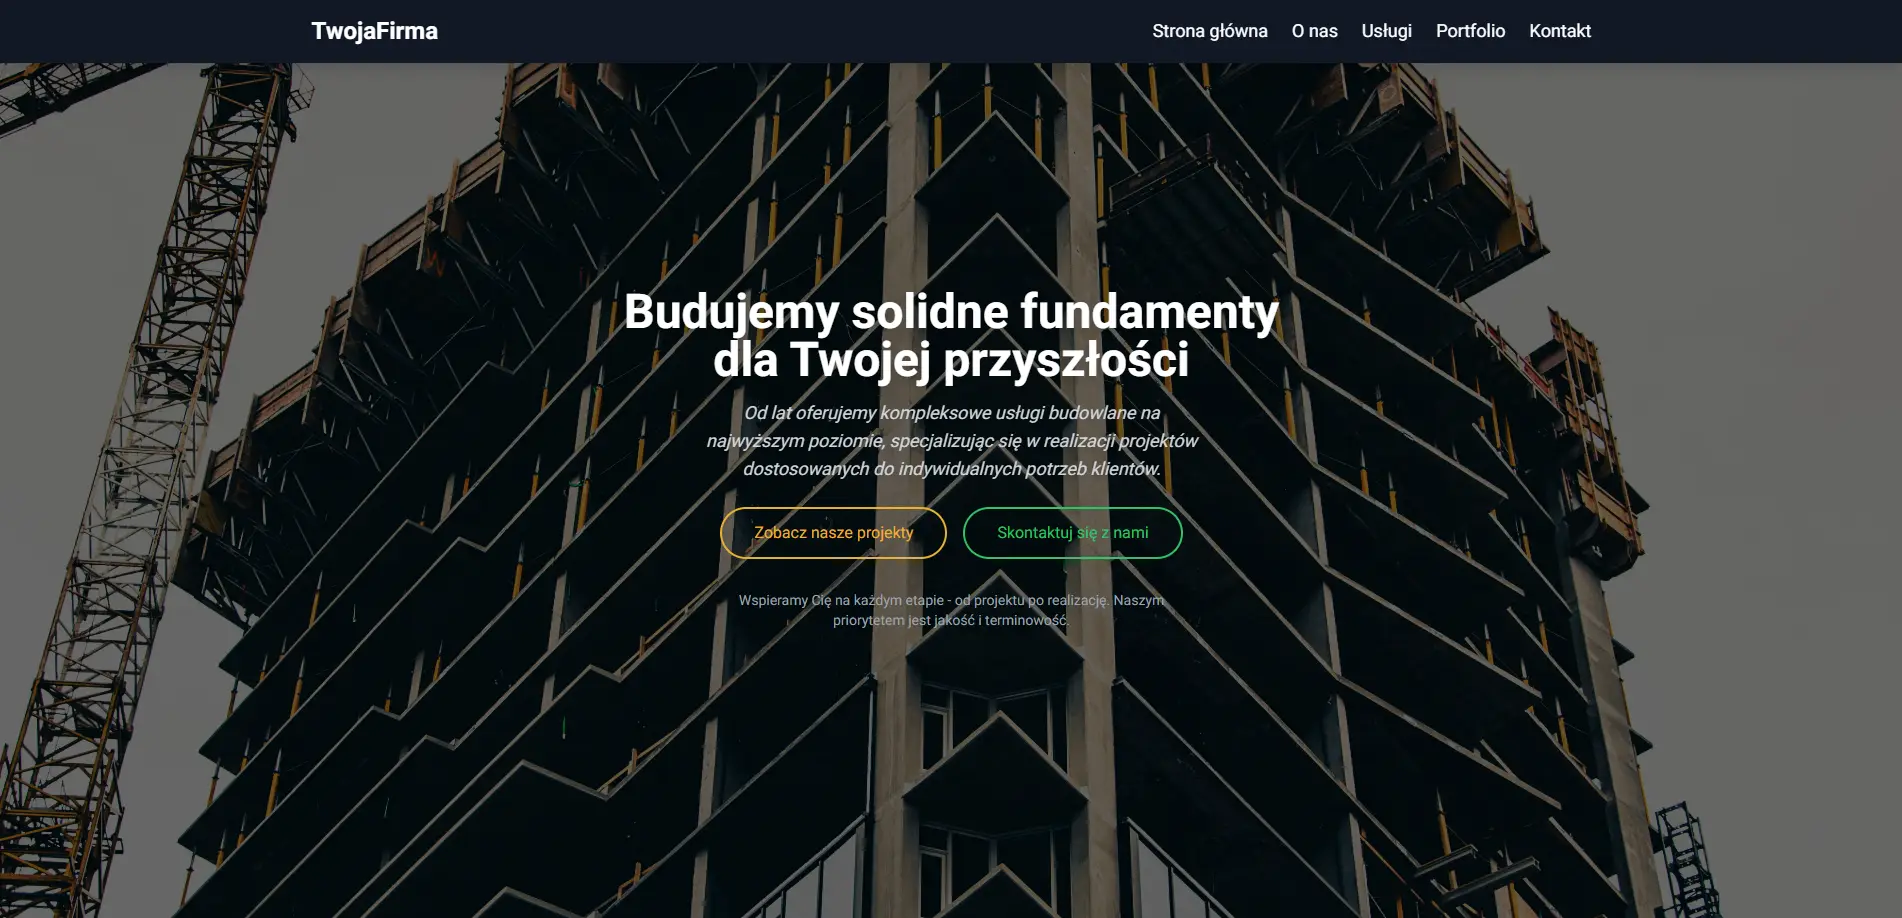 TwojaFirma
Strona główna
O nas
Usługi
Portfolio
Kontakt
Budujemy solidne fundamenty
dla Twojej przyszłości
Od lat oferujemy kompleksowe usługi budowlane na
najwyższym poziomie, specjalizując się w realizacji projektów
dostosowanych do indywidualnych potrzeb klientów.
Zobacz nasze projekty
Skontaktuj się z nami
Wspieramy Cię na każdym etapie - od projektu po realizację. Naszym
priorytetem jest jakość i terminowość.